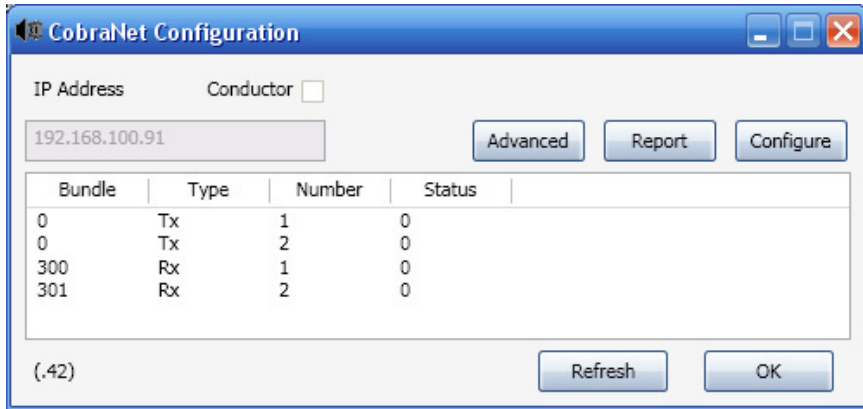 CobraNet Configuration
IP Address Conductor
192.168.100.91 Advanced Report Configure
Bundle Type Number Status
0 Tx 1 0
0 Tx 2 0
300 Rx 1 0
301 Rx 2 0
(.42) Refresh OK